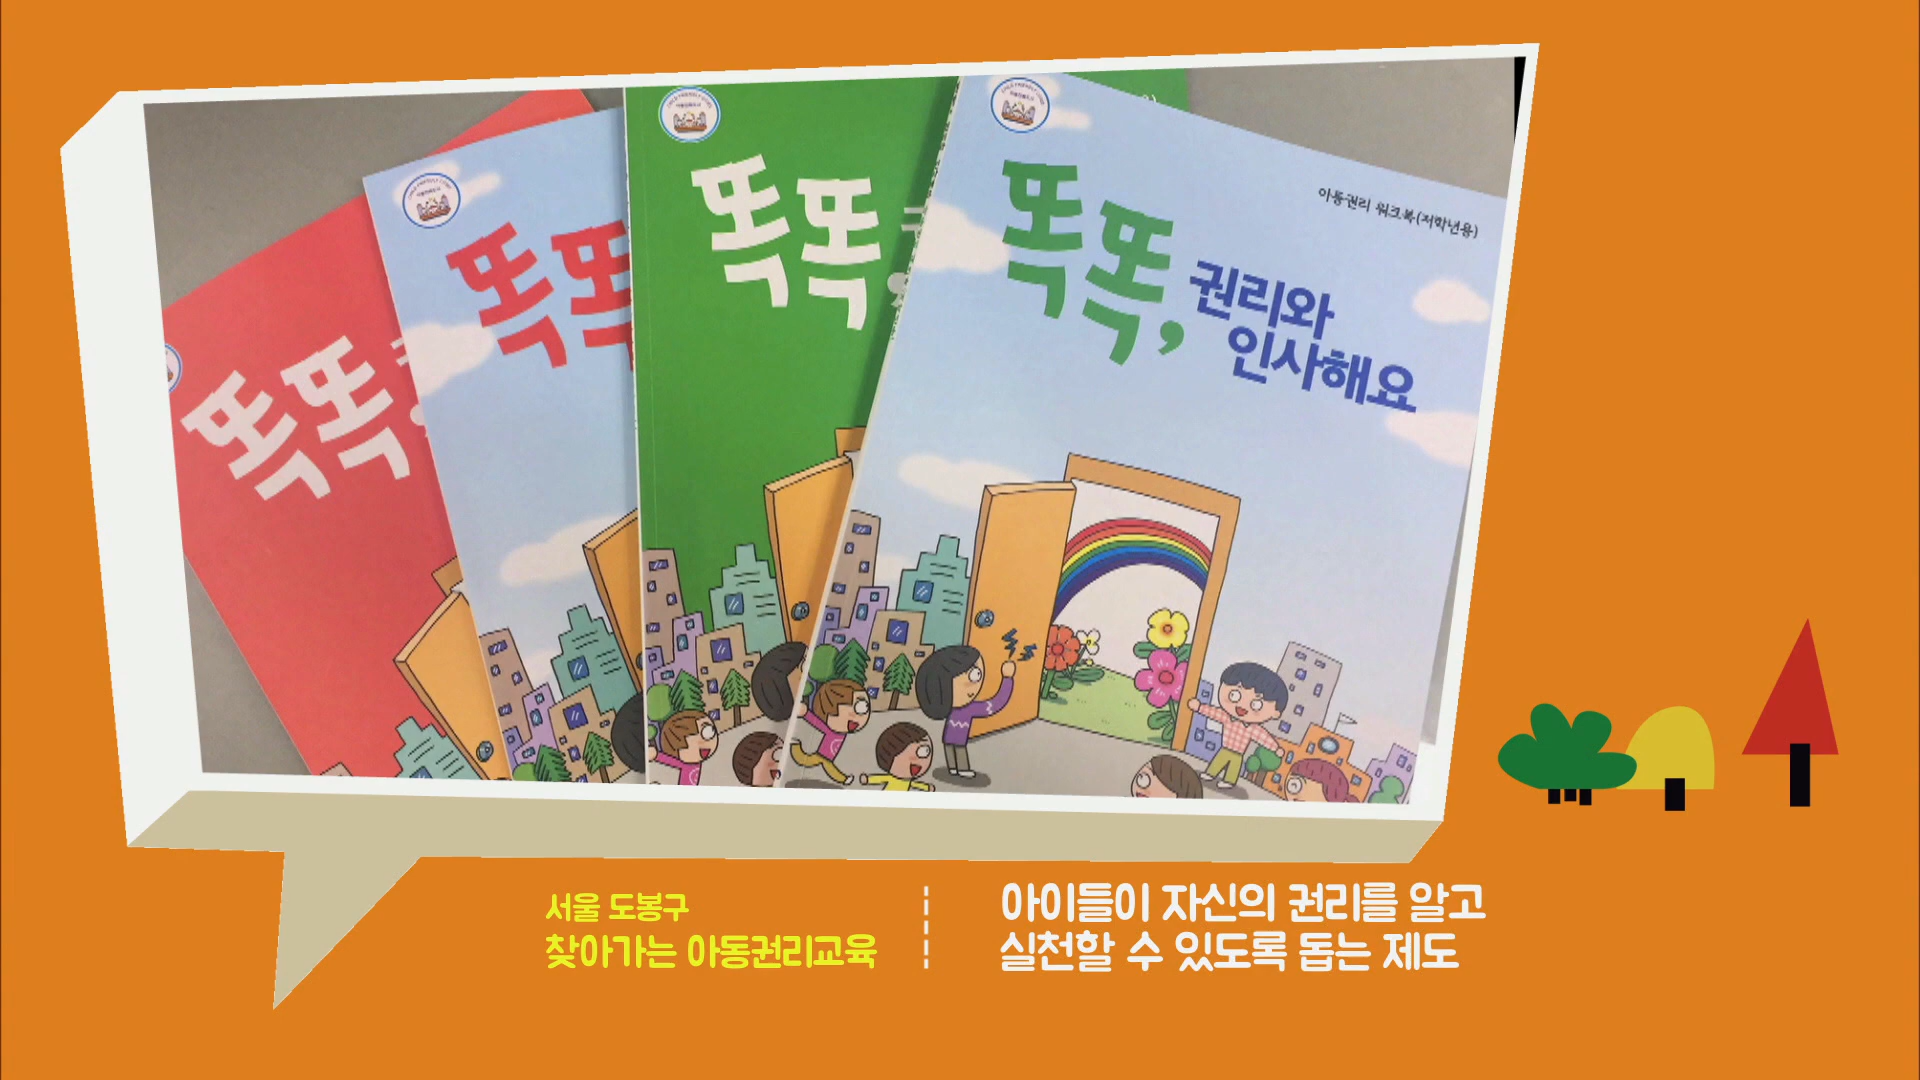 똑똑
똑똑
똑똑,
똑똑,
권리와
인사해요
아동권리 워크북(저학년용)
CHILD FRIENDLY CITIES
서울 도봉구
찾아가는 아동권리교육
아이들이 자신의 권리를 알고
실천할 수 있도록 돕는 제도